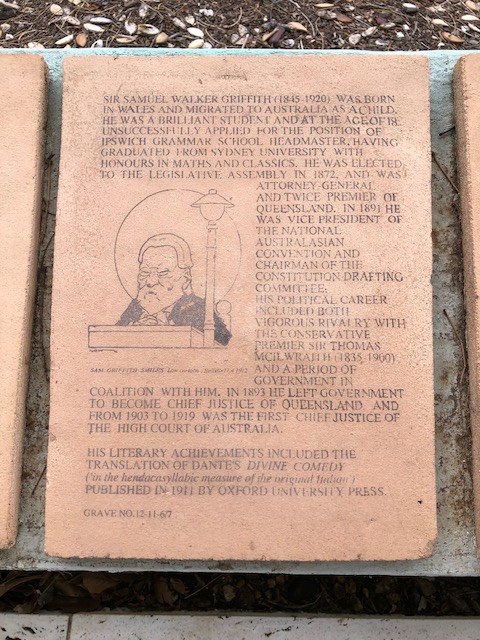 SIR SAMUEL WALKER GRIFFITH (1845-1920) WAS BORN
IN WALES AND MIGRATED TO AUSTRALIA AS A CHILD.
HE WAS A BRILLIANT STUDENT AND AT THE AGE OF 18,
UNSUCCESSFULLY APPLIED FOR THE POSITION OF
IPSWICH GRAMMAR SCHOOL HEADMASTER, HAVING
GRADUATED FROM SYDNEY UNIVERSITY WITH
HONOURS IN MATHS AND CLASSICS. HE WAS ELECTED
TO THE LEGISLATIVE ASSEMBLY IN 1872, AND WAS
ATTORNEY-GENERAL
AND TWICE PREMIER OF
QUEENSLAND. IN 1891 HE
WAS VICE PRESIDENT OF
THE NATIONAL
AUSTRALASIAN
CONVENTION AND
CHAIRMAN OF THE
CONSTITUTION DRAFTING
COMMITTEE.
HIS POLITICAL CAREER
INCLUDED BOTH
VIGOROUS RIVALRY WITH
THE CONSERVATIVE
PREMIER SIR THOMAS
MCILWRAITH (1835-1900)
AND A PERIOD OF
GOVERNMENT IN
SAM GRIFFITH SMILES
COALITION WITH HIM. IN 1893 HE LEFT GOVERNMENT
TO BECOME CHIEF JUSTICE OF QUEENSLAND AND
FROM 1903 TO 1919 WAS THE FIRST CHIEF JUSTICE OF
THE HIGH COURT OF AUSTRALIA.
HIS LITERARY ACHIEVEMENTS INCLUDED THE
TRANSLATION OF DANTE'S DIVINE COMEDY
('in the hendacasyllabic measure of the original Italian')
PUBLISHED IN 1911 BY OXFORD UNIVERSITY PRESS.
GRAVE NO.12-11-6/7